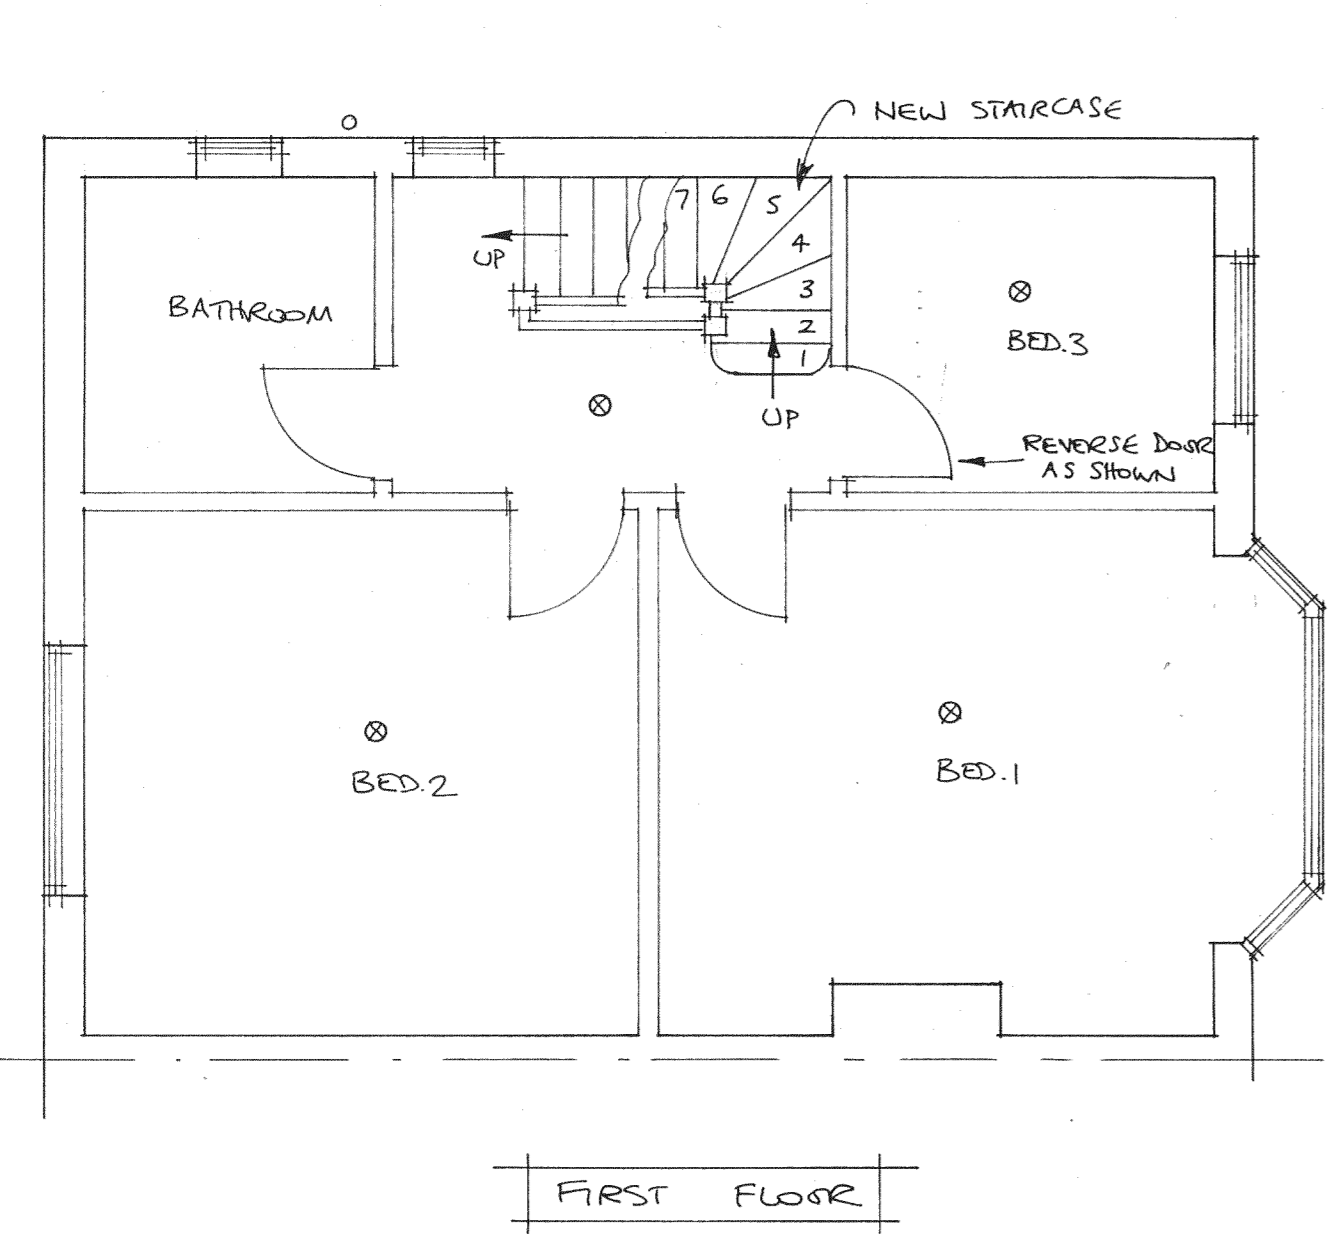 NEW STAIRCASE
7 6 5
4
UP
3
BATHROOM
2
BED.3
1
UP
REVERSE DOOR
AS SHOWN
BED.2
BED.1
FIRST FLOOR